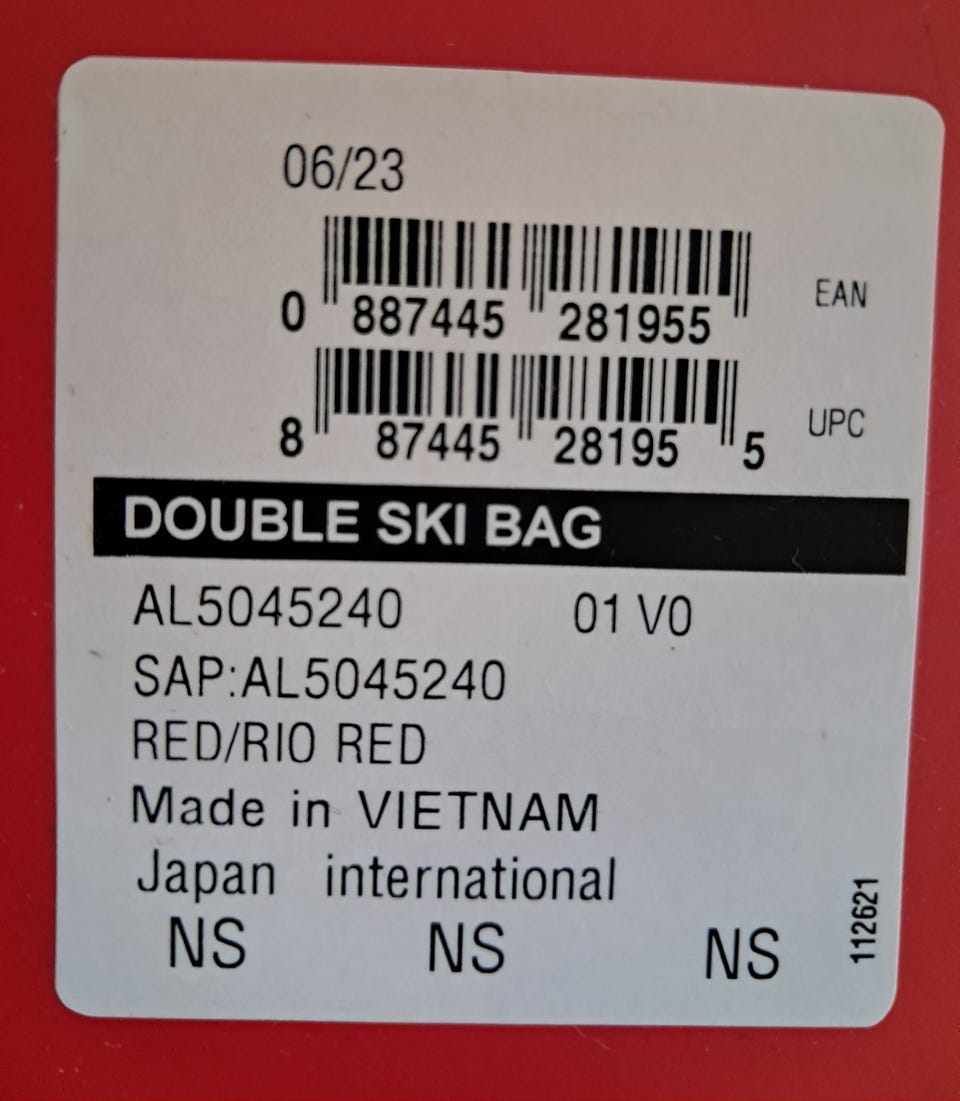 06/23
0 887445 281955 EAN
8 87445 28195 5 UPC
DOUBLE SKI BAG
AL5045240 01 V0
SAP:AL5045240
RED/RIO RED
Made in VIETNAM
Japan international
NS NS NS
112621